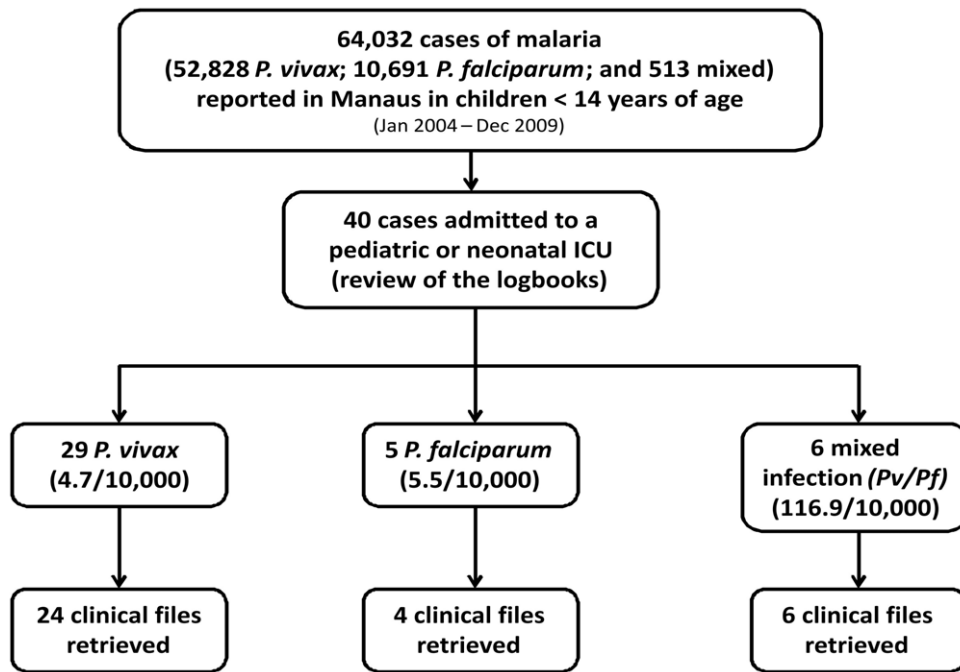 64,032 cases of malaria
(52,828 P. vivax; 10,691 P. falciparum; and 513 mixed)
reported in Manaus in children < 14 years of age
(Jan 2004 – Dec 2009)
40 cases admitted to a
pediatric or neonatal ICU
(review of the logbooks)
29 P. vivax
(4.7/10,000)
5 P. falciparum
(5.5/10,000)
6 mixed
infection (Pv/Pf)
(116.9/10,000)
24 clinical files
retrieved
4 clinical files
retrieved
6 clinical files
retrieved